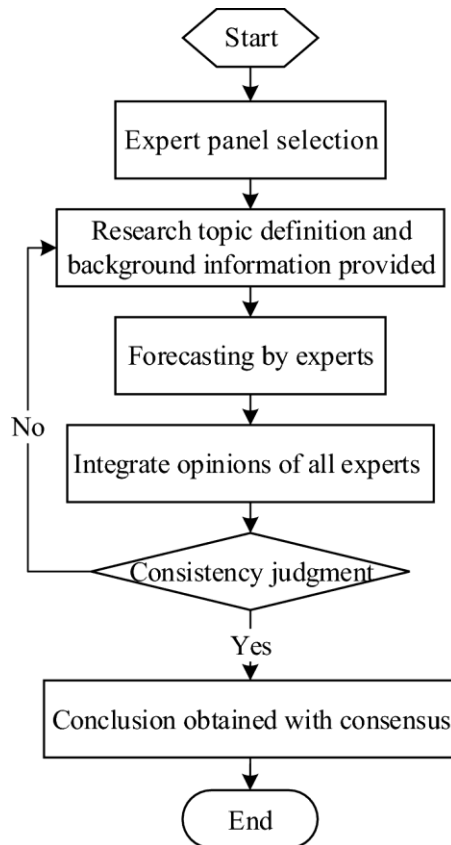 Start
Expert panel selection
Research topic definition and
background information provided
Forecasting by experts
No
Integrate opinions of all experts
Consistency judgment
Yes
Conclusion obtained with consensus
End